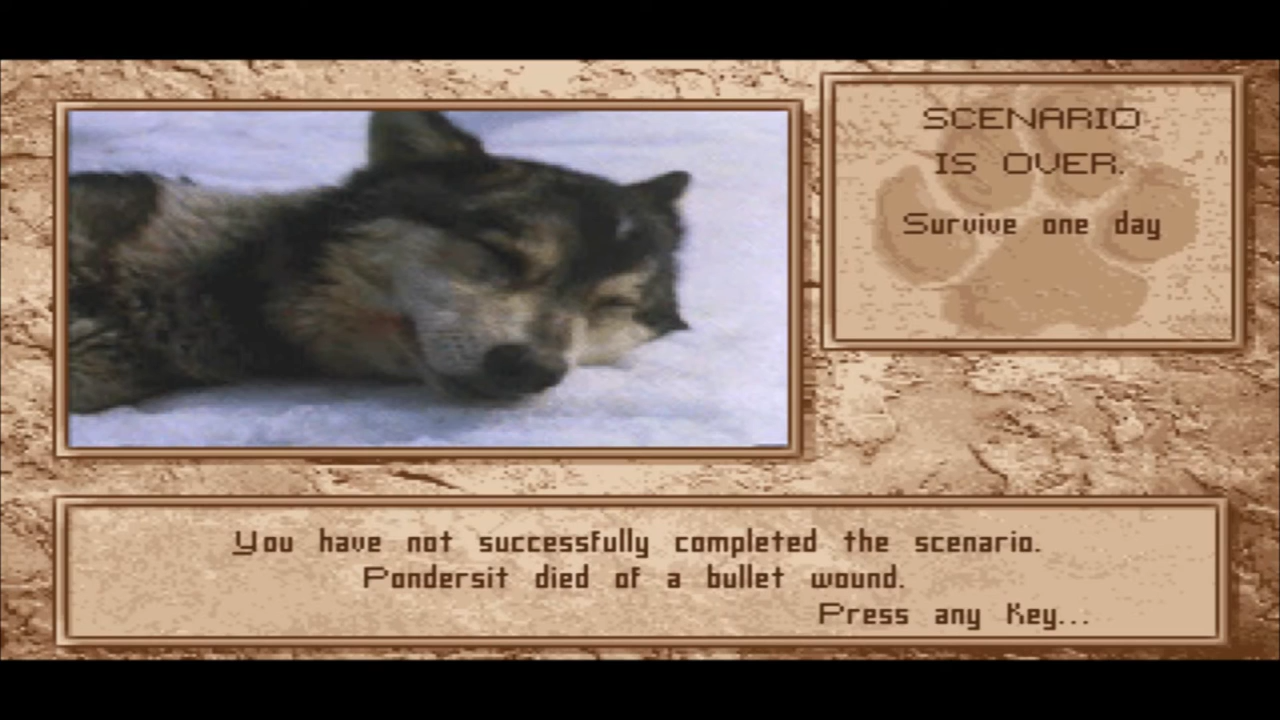 SCENARIO
IS OVER.
Survive one day
You have not successfully completed the scenario.
Pondersit died of a bullet wound.
Press any Key...